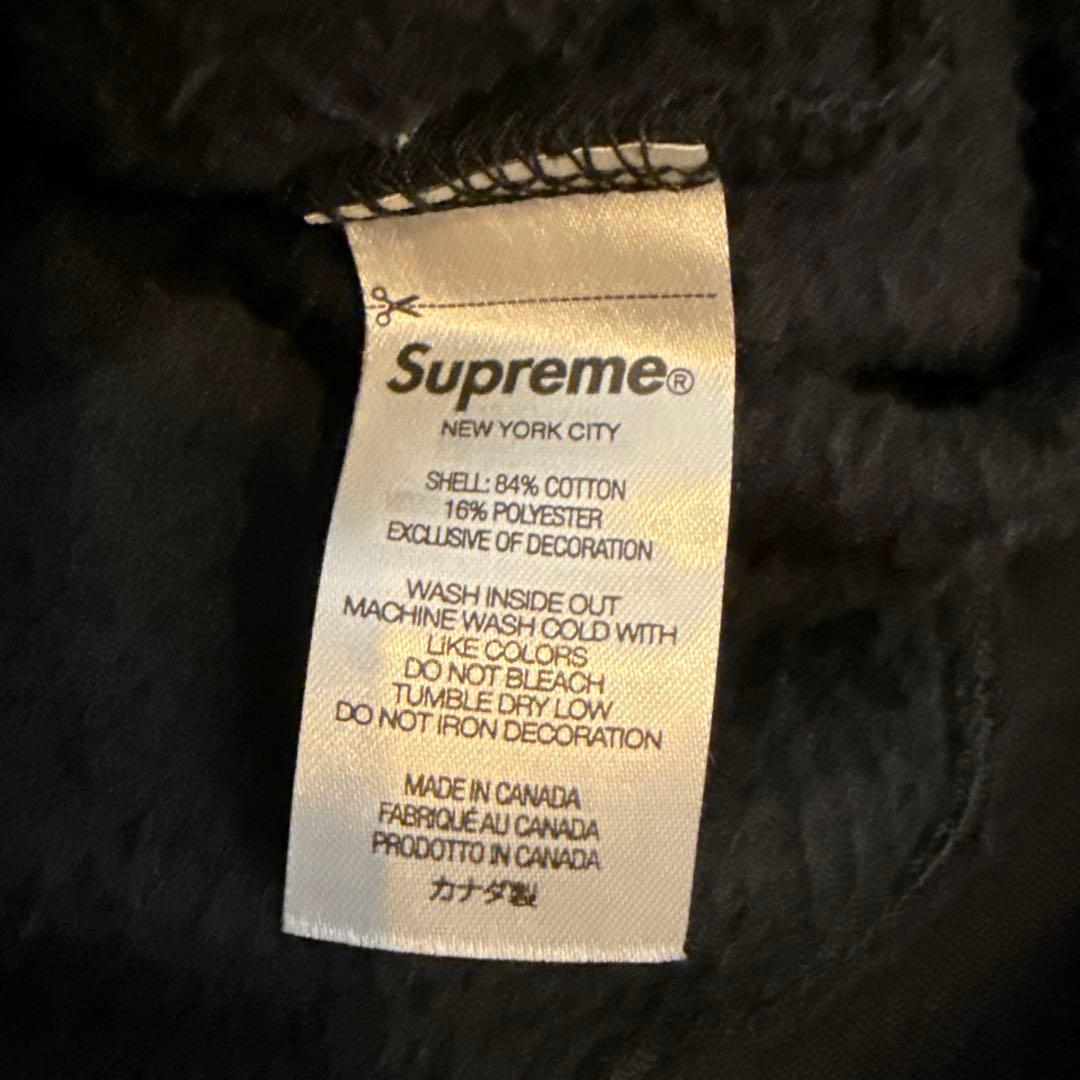 Supreme®
NEW YORK CITY
SHELL: 84% COTTON
16% POLYESTER
EXCLUSIVE OF DECORATION
WASH INSIDE OUT
MACHINE WASH COLD WITH
LIKE COLORS
DO NOT BLEACH
TUMBLE DRY LOW
DO NOT IRON DECORATION
MADE IN CANADA
FABRIQUÉ AU CANADA
PRODOTTO IN CANADA
カナダ製